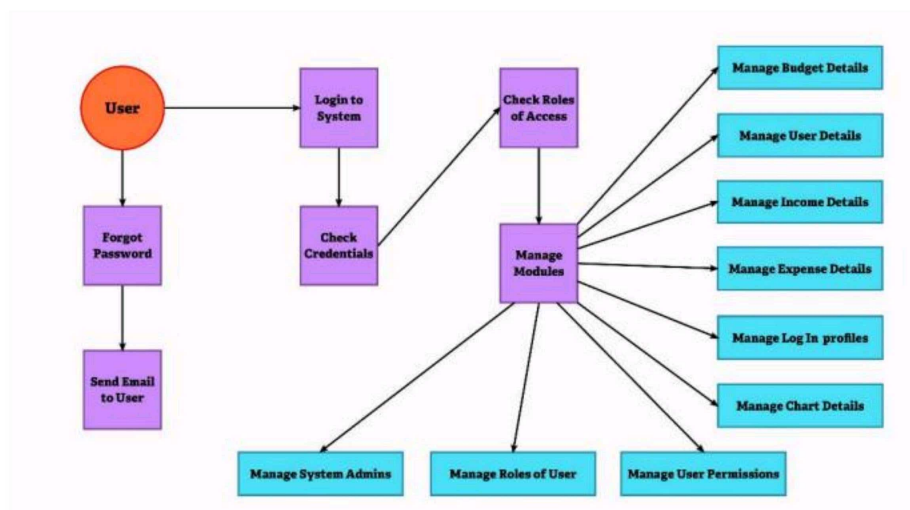 User
Login to
System
Check Roles
of Access
Manage Budget Details
Manage User Details
Manage Income Details
Forgot
Password
Check
Credentials
Manage
Modules
Manage Expense Details
Manage Log In profiles
Send Email
to User
Manage Chart Details
Manage System Admins
Manage Roles of User
Manage User Permissions